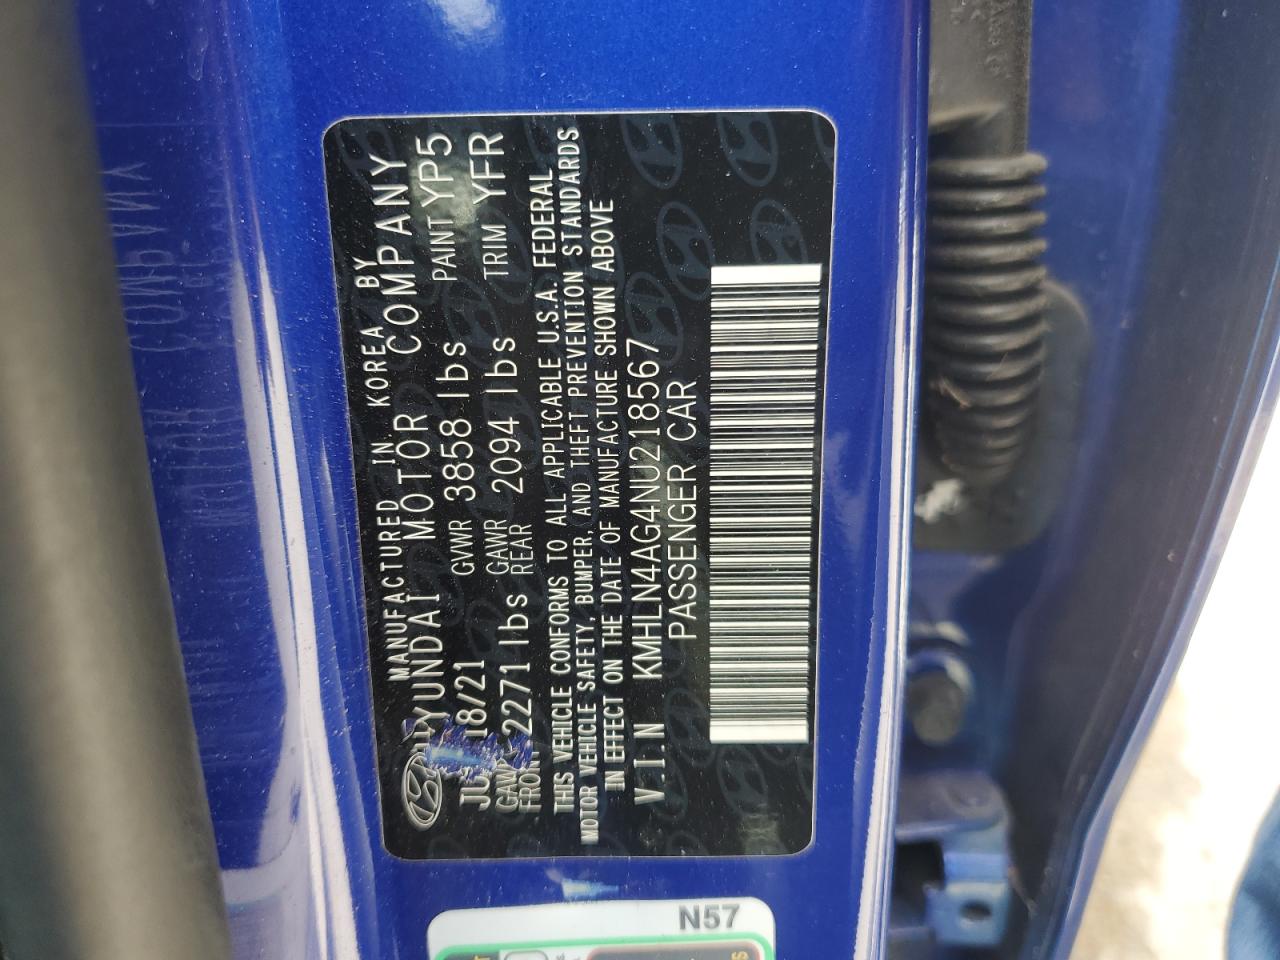 MANUFACTURED IN KOREA BY
HYUNDAI MOTOR COMPANY
18/21 GVWR 3858 lbs PAINT YP5
GAWR FRONT 2271 lbs GAWR REAR 2094 lbs TRIM YFR
THIS VEHICLE CONFORMS TO ALL APPLICABLE U.S.A. FEDERAL
MOTOR VEHICLE SAFETY, BUMPER, AND THEFT PREVENTION STANDARDS
IN EFFECT ON THE DATE OF MANUFACTURE SHOWN ABOVE
V.I.N KMHLN4AG4NU218567
PASSENGER CAR
N57